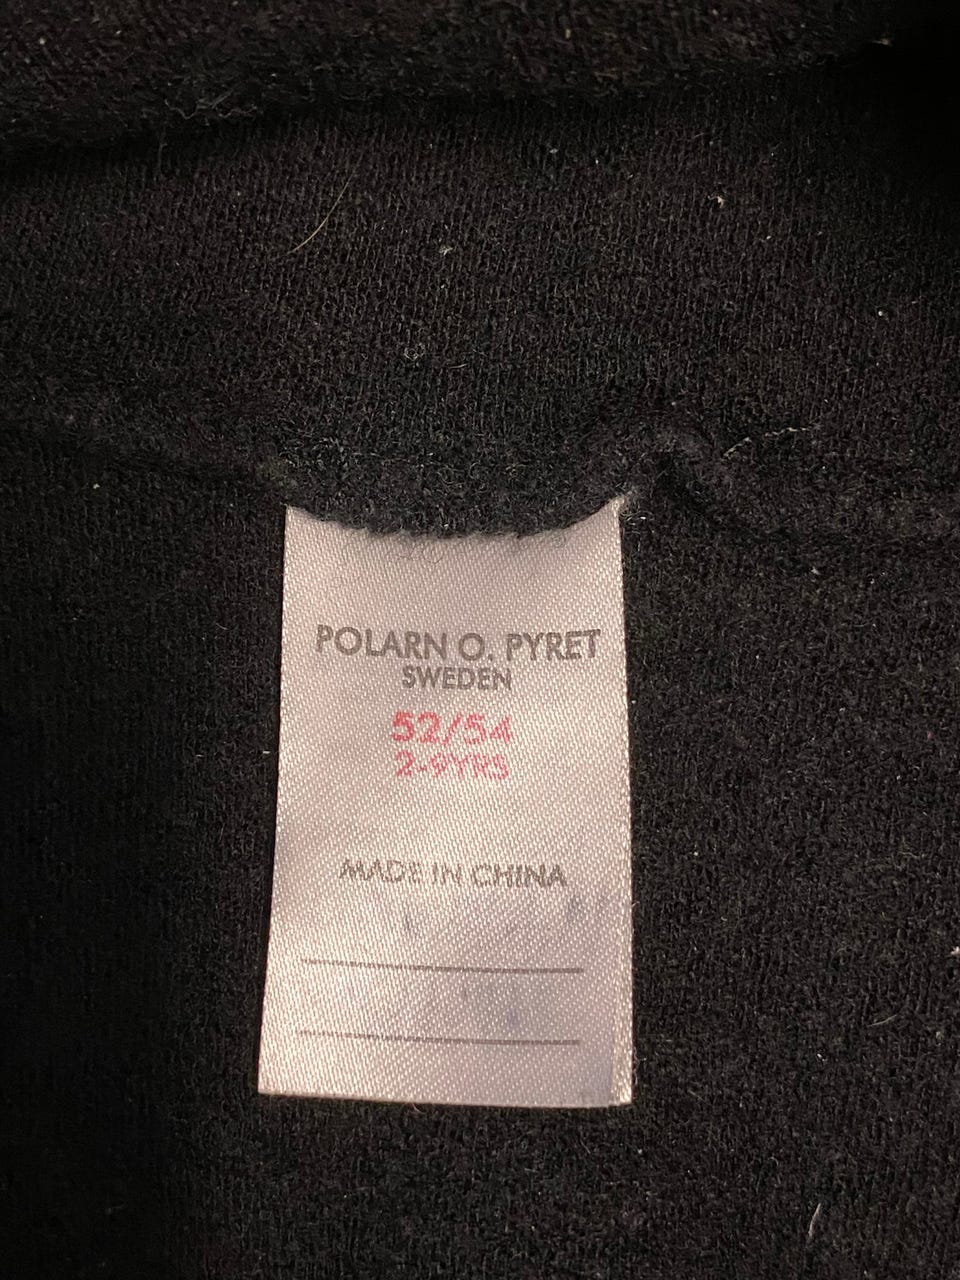 POLARN O. PYRET
SWEDEN
52/54
2-9YRS
MADE IN CHINA